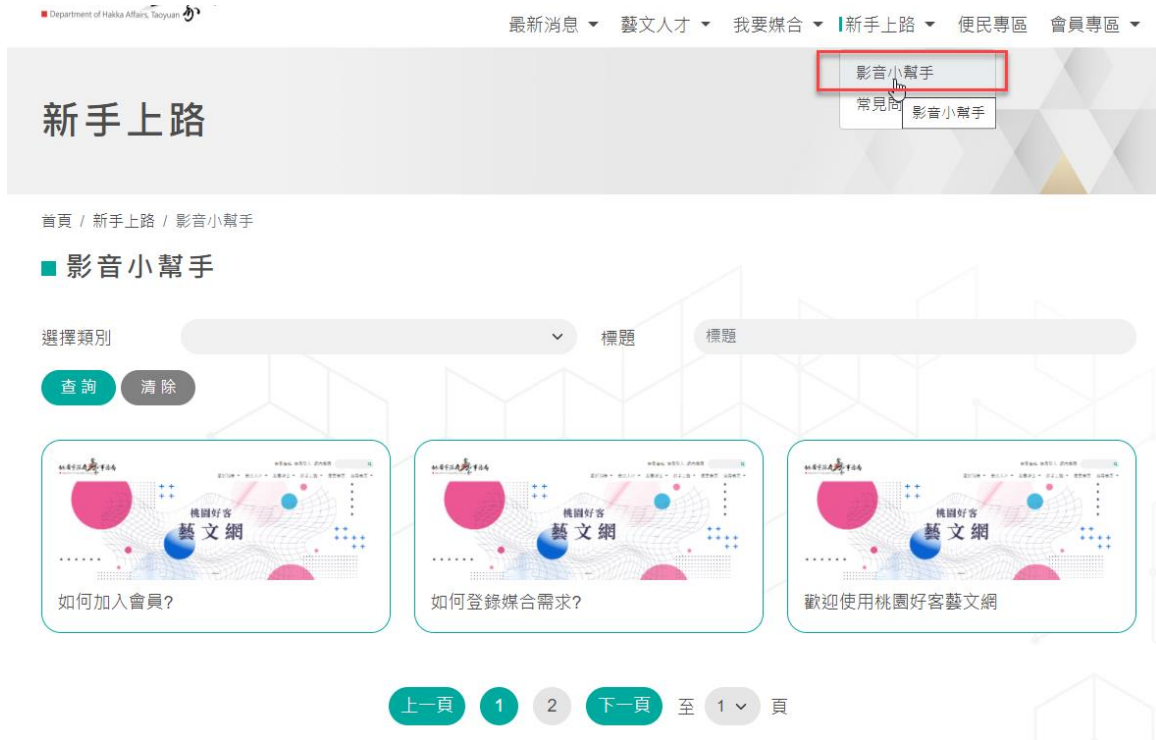 Department of Hakka Affairs, Taoyuan
最新消息 藝文人才 我要媒合 新手上路 便民專區 會員專區
影音小幫手
常見問
影音小幫手
新手上路
首頁 / 新手上路 / 影音小幫手
影音小幫手
選擇類別 標題 標題
查詢 清除
桃園好客
藝文網
如何加入會員?
桃園好客
藝文網
如何登錄媒合需求?
桃園好客
藝文網
歡迎使用桃園好客藝文網
上一頁 1 2 下一頁 至 1 頁